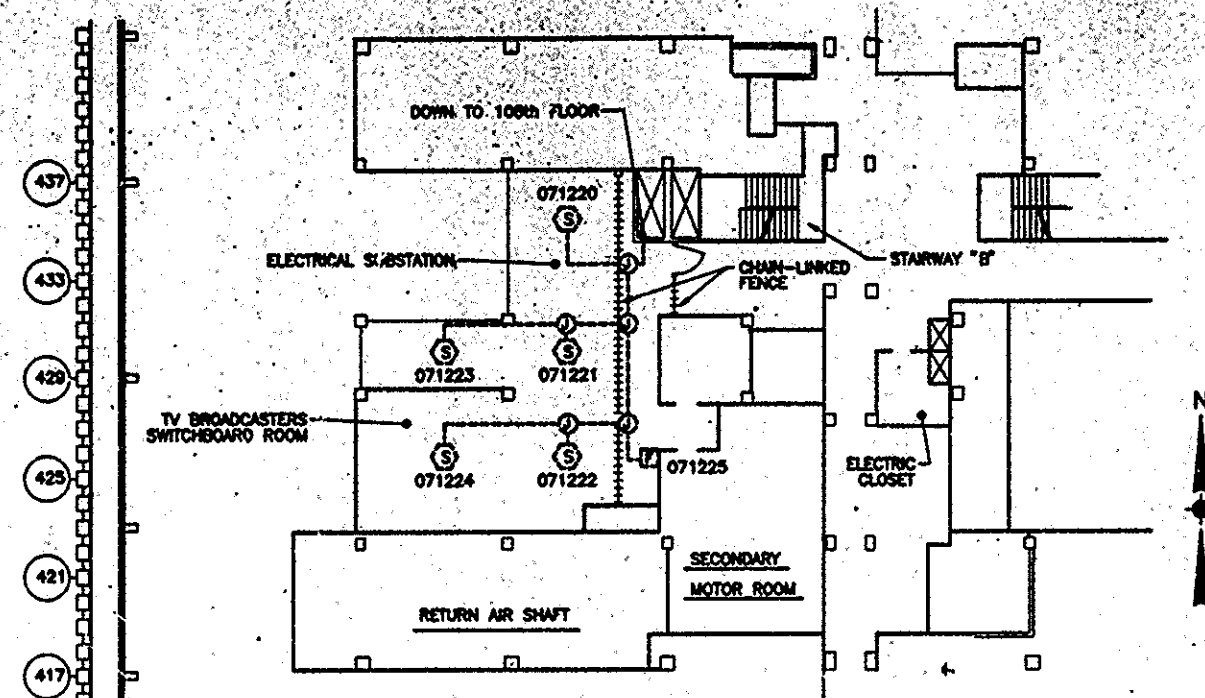 N
DOWN TO 106th FLOOR
437
071220
S
ELECTRICAL SUBSTATION
J
CHAIN-LINKED
FENCE
STAIRWAY "B"
433
J
J
S
071223
S
071221
429
TV BROADCASTERS
SWITCHBOARD ROOM
J
J
S
071224
S
071222
071225
ELECTRIC
CLOSET
425
421
SECONDARY
MOTOR ROOM
RETURN AIR SHAFT
417